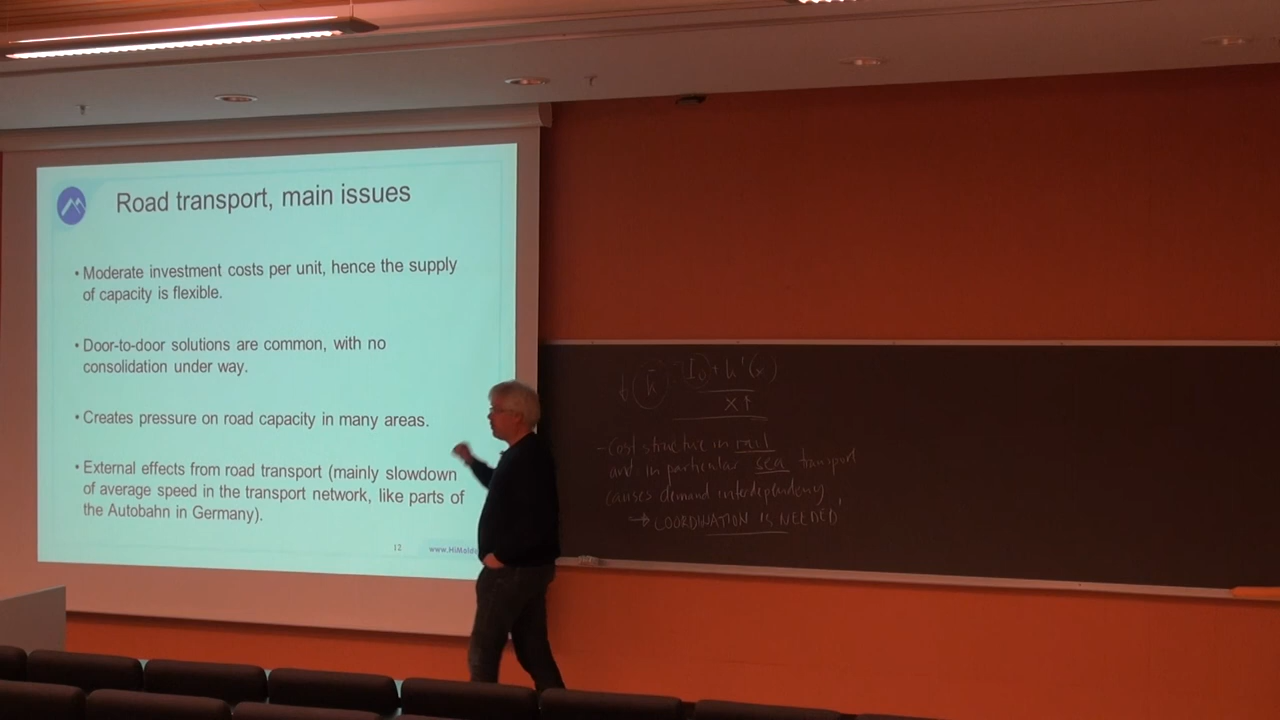 Road transport, main issues
• Moderate investment costs per unit, hence the supply
of capacity is flexible.
• Door-to-door solutions are common, with no
consolidation under way.
• Creates pressure on road capacity in many areas.
• External effects from road transport (mainly slowdown
of average speed in the transport network, like parts of
the Autobahn in Germany).
12 www.HiMold
x↑
- Cost structure in rail
and in particular sea transport
causes demand interdependency
→ COORDINATION IS NEEDED